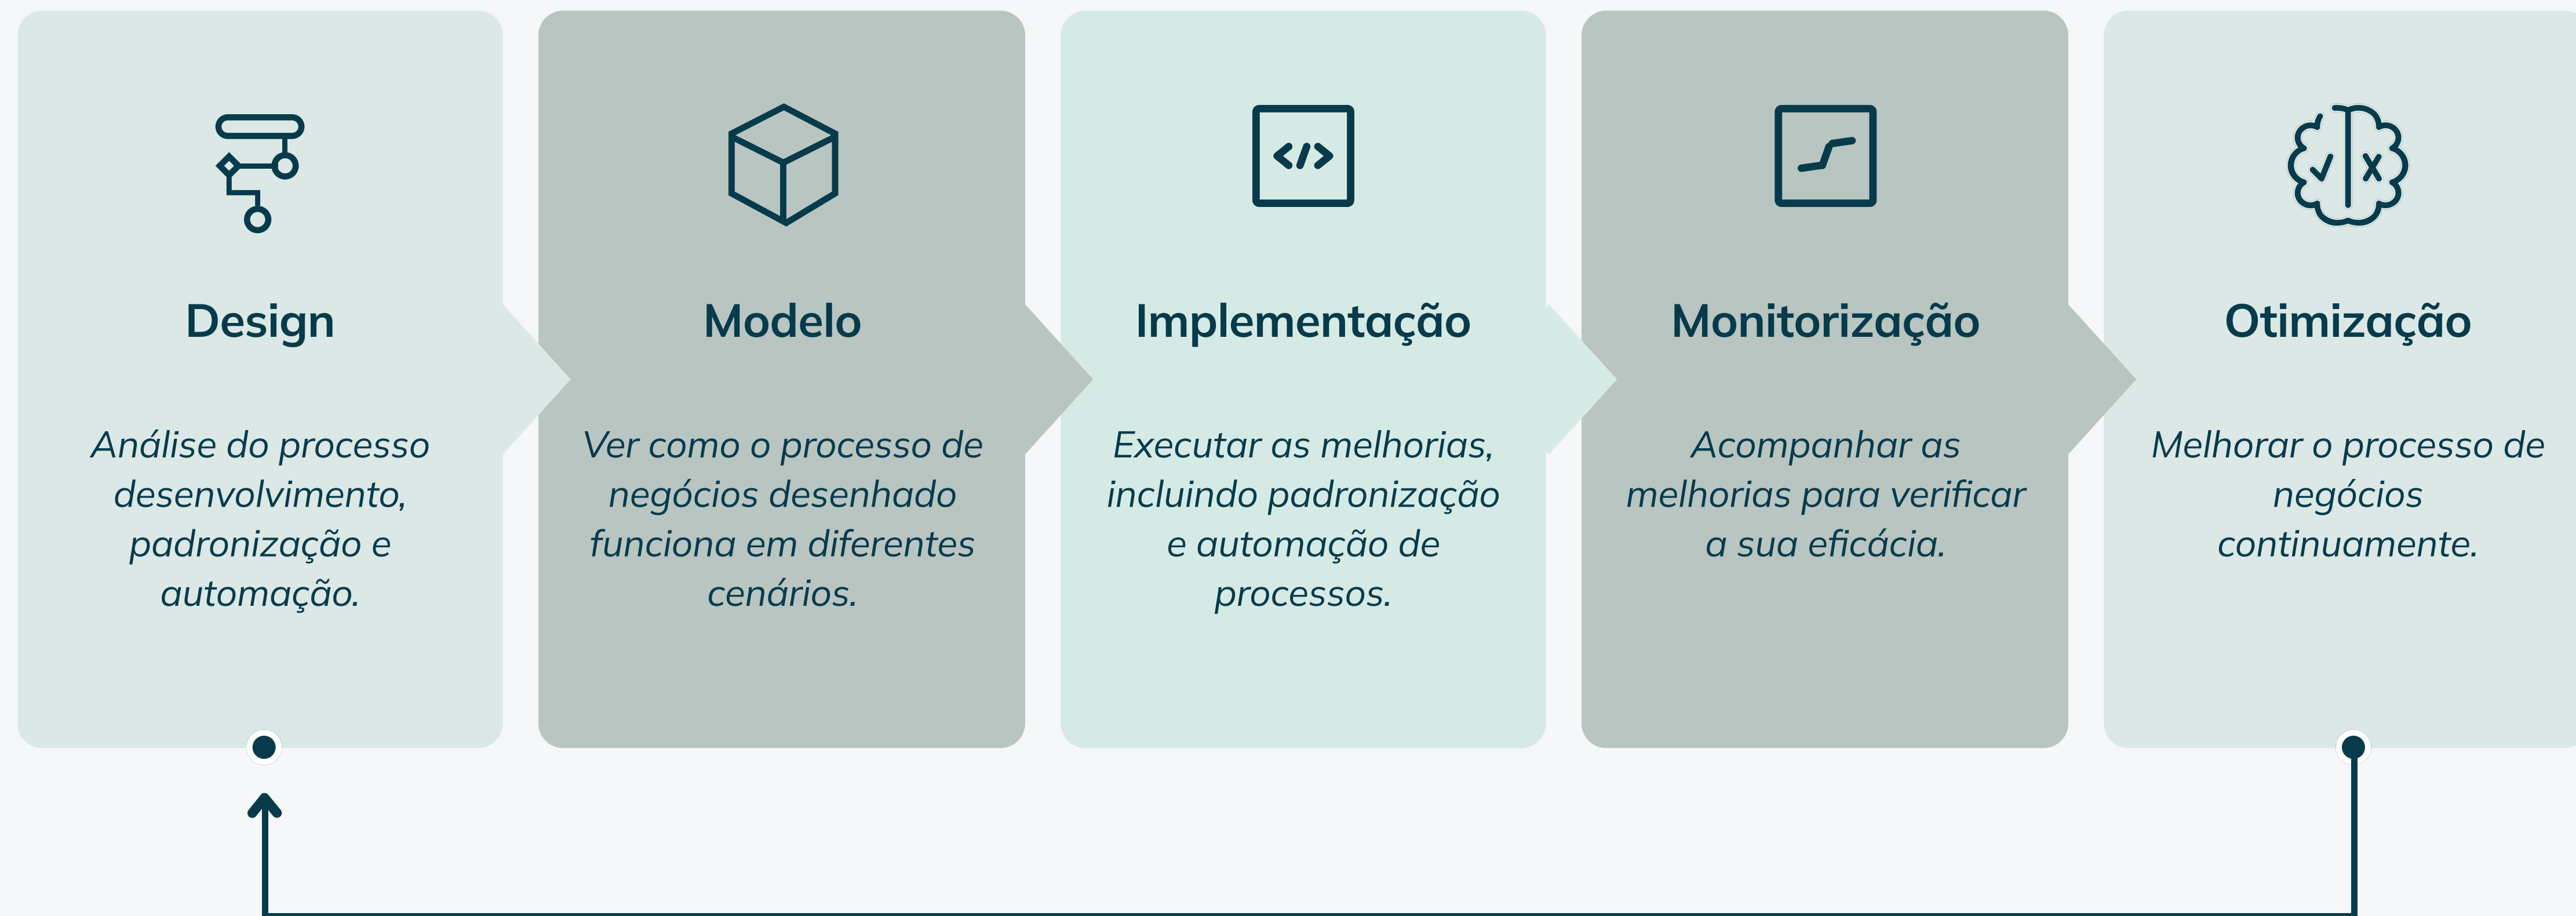 Design
Análise do processo
desenvolvimento,
padronização e
automação.
Modelo
Ver como o processo de
negócios desenhado
funciona em diferentes
cenários.
Implementação
Executar as melhorias,
incluindo padronização
e automação de
processos.
Monitorização
Acompanhar as
melhorias para verificar
a sua eficácia.
Otimização
Melhorar o processo de
negócios
continuamente.